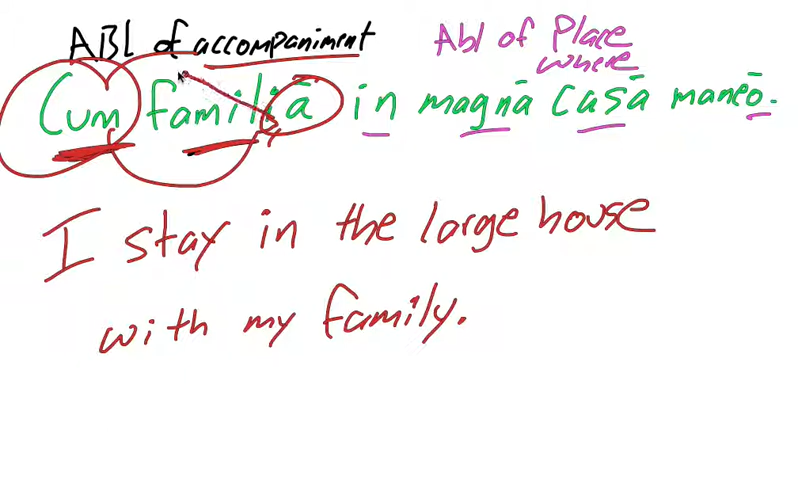 ABl of accompaniment
Abl of Place
where
Cum familiā in magnā casā maneō.
I stay in the large house
with my family.